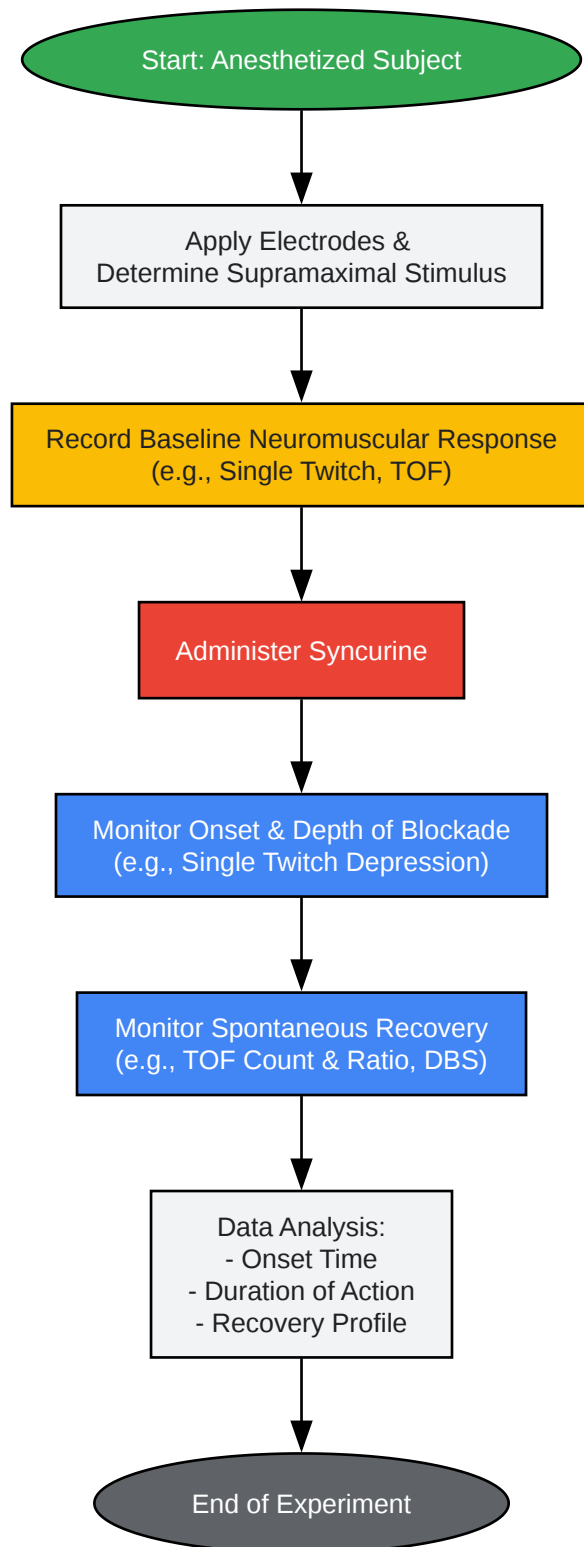 Start: Anesthetized Subject
Apply Electrodes &
Determine Supramaximal Stimulus
Record Baseline Neuromuscular Response
(e.g., Single Twitch, TOF)
Administer Syncurine
Monitor Onset & Depth of Blockade
(e.g., Single Twitch Depression)
Monitor Spontaneous Recovery
(e.g., TOF Count & Ratio, DBS)
Data Analysis:
- Onset Time
- Duration of Action
- Recovery Profile
End of Experiment